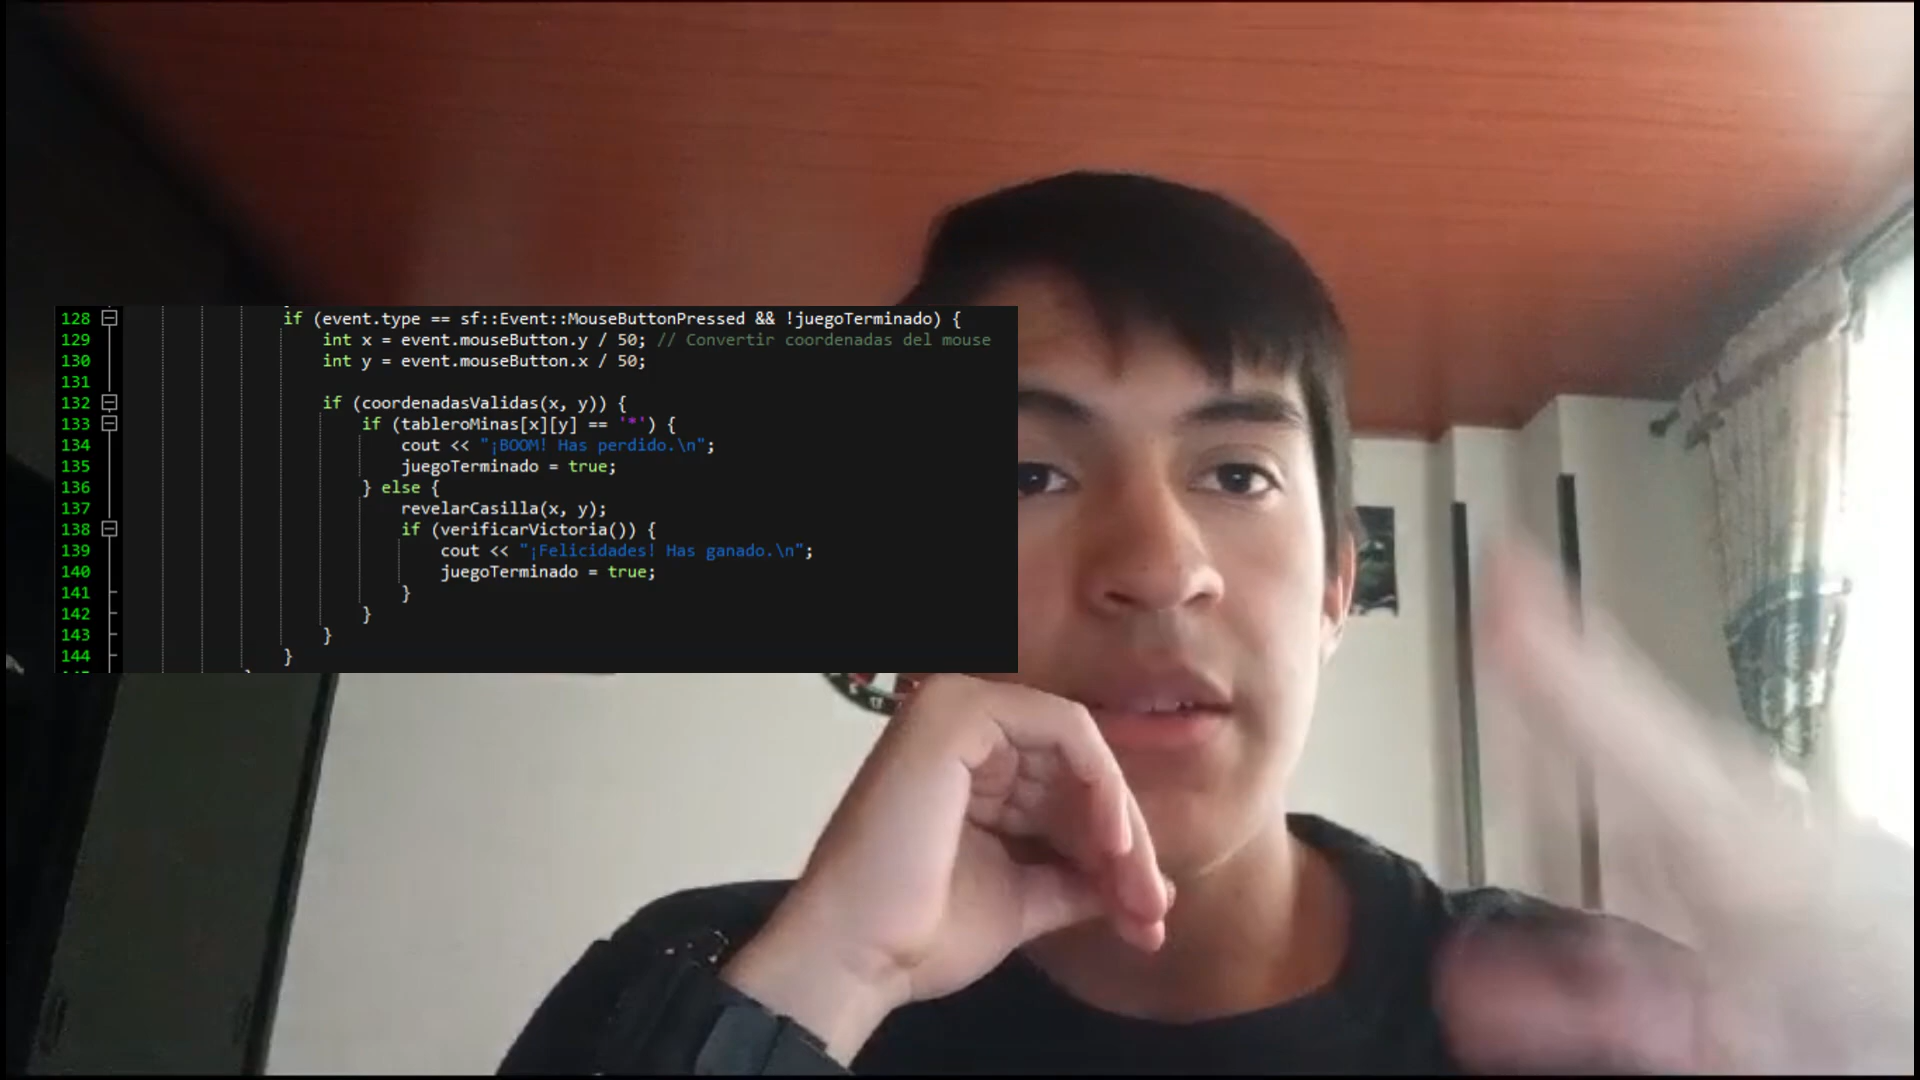 128 if (event.type == sf::Event::MouseButtonPressed && !juegoTerminado) {
129 int x = event.mouseButton.y / 50; // Convertir coordenadas del mouse
130 int y = event.mouseButton.x / 50;
131
132 if (coordenadasValidas(x, y)) {
133 if (tableroMinas[x][y] == '*') {
134 cout << "¡BOOM! Has perdido.\n";
135 juegoTerminado = true;
136 } else {
137 revelarCasilla(x, y);
138 if (verificarVictoria()) {
139 cout << "¡Felicidades! Has ganado.\n";
140 juegoTerminado = true;
141 }
142 }
143 }
144 }